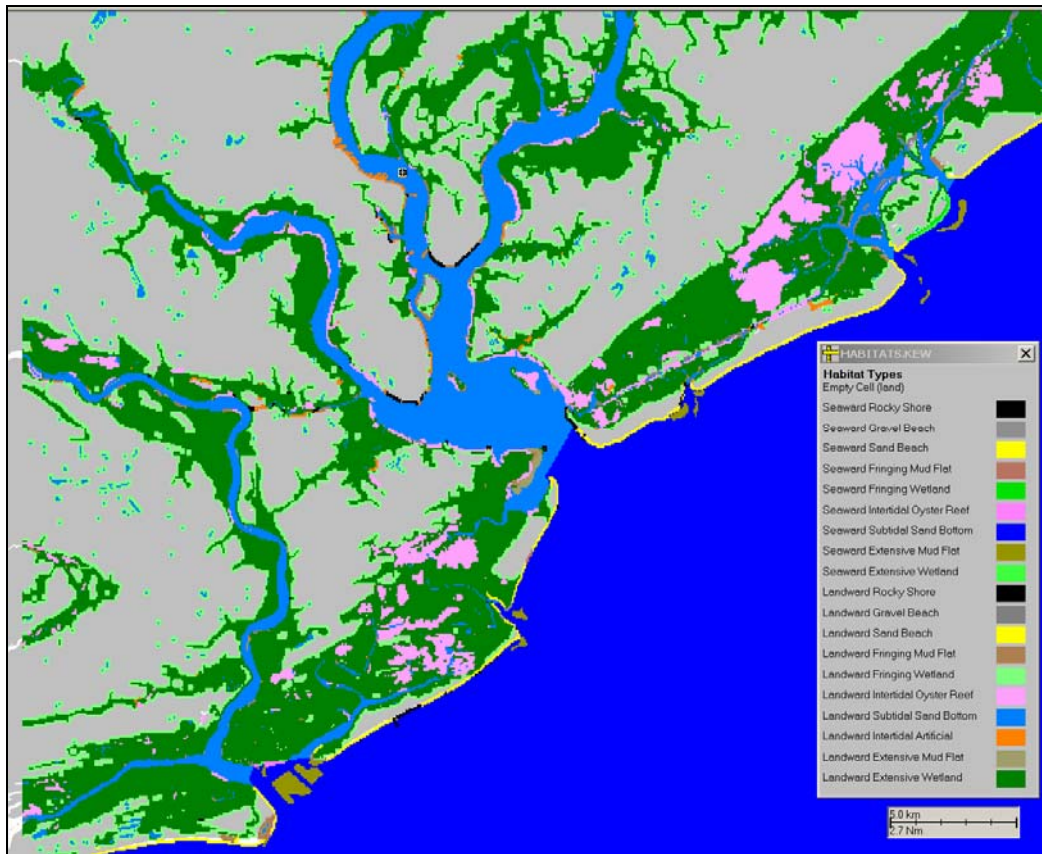 HABITATS.KEW
Habitat Types
Empty Cell (land)
Seaward Rocky Shore
Seaward Gravel Beach
Seaward Sand Beach
Seaward Fringing Mud Flat
Seaward Fringing Wetland
Seaward Intertidal Oyster Reef
Seaward Subtidal Sand Bottom
Seaward Extensive Mud Flat
Seaward Extensive Wetland
Landward Rocky Shore
Landward Gravel Beach
Landward Sand Beach
Landward Fringing Mud Flat
Landward Fringing Wetland
Landward Intertidal Oyster Reef
Landward Subtidal Sand Bottom
Landward Intertidal Artificial
Landward Extensive Mud Flat
Landward Extensive Wetland
5.0 km
2.7 Nm